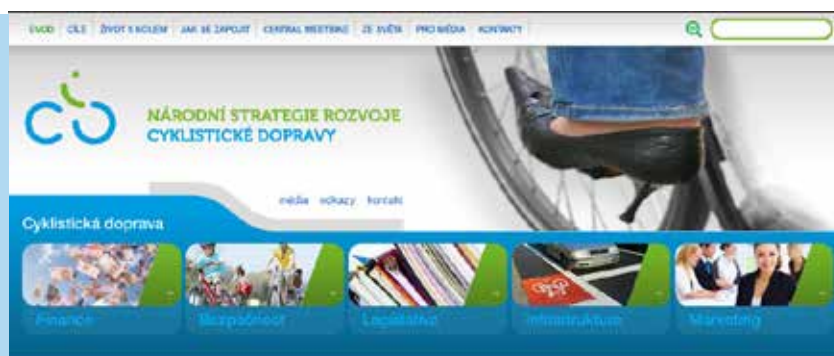 ÚVOD CÍLE ŽIVOT S KOLEM JAK SE ZAPOJIT CENTRAL MEETBIKE ZE SVĚTA PRO MÉDIA KONTAKTY
NÁRODNÍ STRATEGIE ROZVOJE
CYKLISTICKÉ DOPRAVY
média odkazy kontakt
Cyklistická doprava
Finance Bezpečnost Legislativa Infrastruktura Marketing